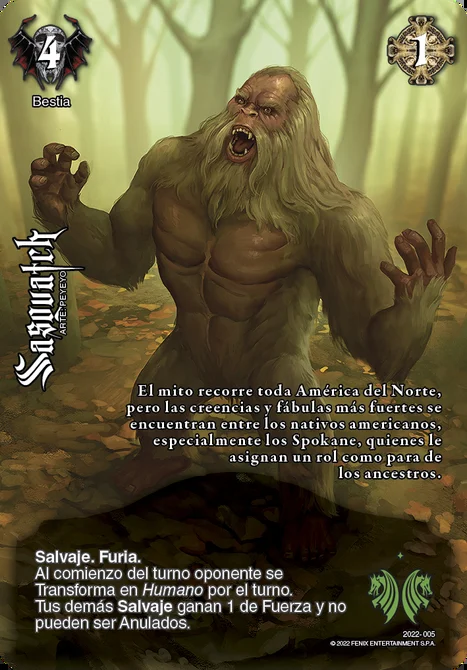 4
1
Bestia
Sasquatch
ARTE: PEYEYO
El mito recorre toda América del Norte,
pero las creencias y fábulas más fuertes se
encuentran entre los nativos americanos,
especialmente los Spokane, quienes le
asignan un rol como para de
los ancestros.
Salvaje. Furia.
Al comienzo del turno oponente se
Transforma en Humano por el turno.
Tus demás Salvaje ganan 1 de Fuerza y no
pueden ser Anulados.
2022- 005
© 2022 FENIX ENTERTAINMENT S.P.A.